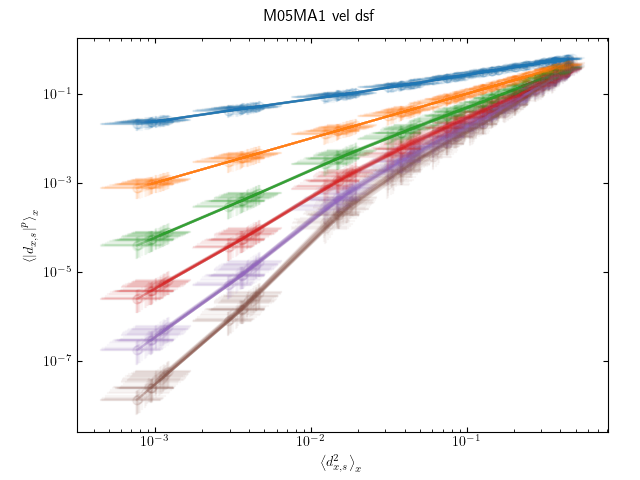 M05MA1 vel dsf
⟨|d_{x,s}|^p⟩_x
10^{-1}
10^{-3}
10^{-5}
10^{-7}
10^{-3}
10^{-2}
10^{-1}
⟨d_{x,s}^2⟩_x